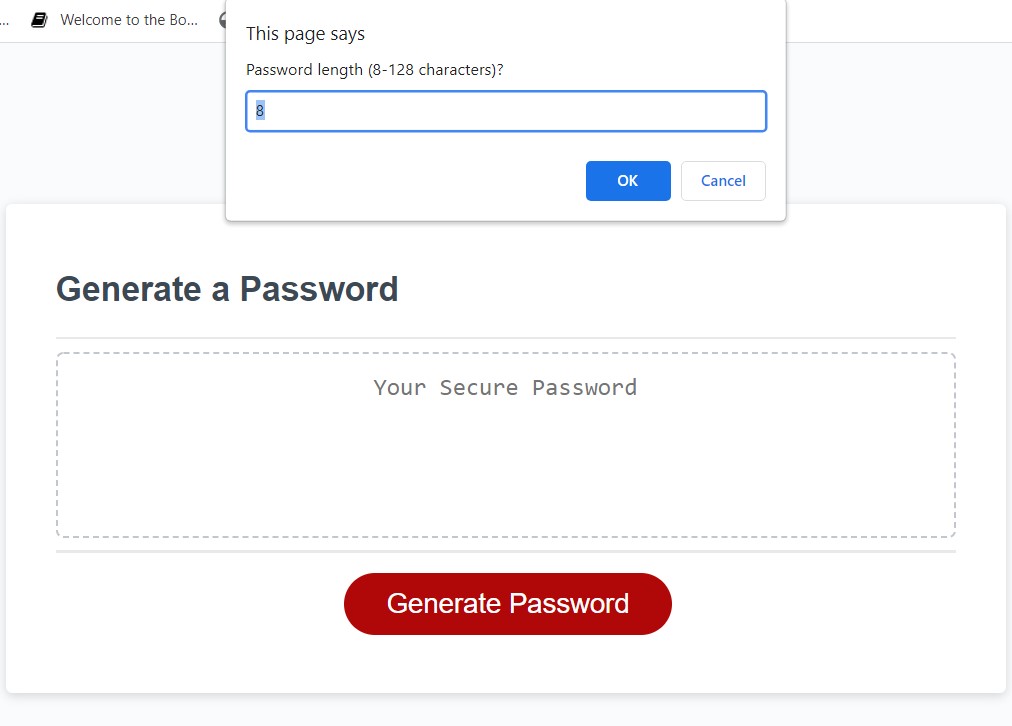 ... Welcome to the Bo...
This page says
Password length (8-128 characters)?
8
OK Cancel
Generate a Password
Your Secure Password
Generate Password